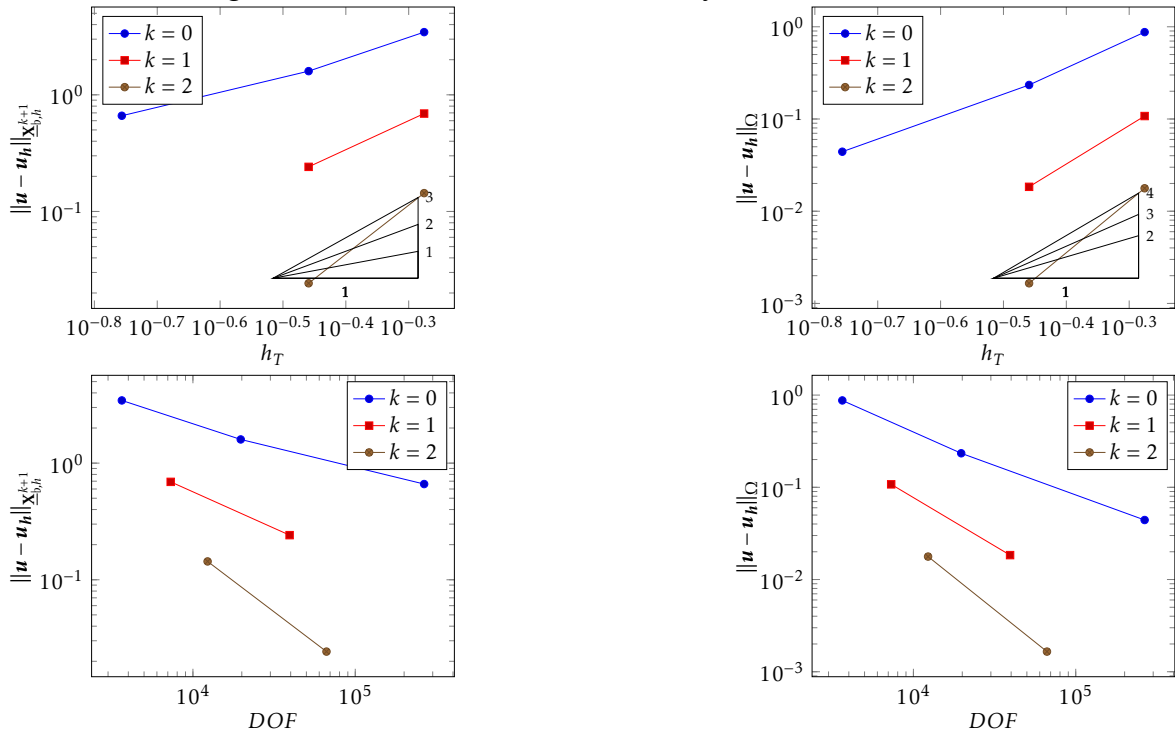 k = 0
k = 1
k = 2
10^0
10^{-1}
‖u − u_h‖_{X^{k+1}_{b,h}}
3
2
1
1
10^{-0.8} 10^{-0.7} 10^{-0.6} 10^{-0.5} 10^{-0.4} 10^{-0.3}
h_T
k = 0
k = 1
k = 2
10^0
10^{-1}
10^{-2}
10^{-3}
‖u − u_h‖_Ω
4
3
2
1
10^{-0.8} 10^{-0.7} 10^{-0.6} 10^{-0.5} 10^{-0.4} 10^{-0.3}
h_T
k = 0
k = 1
k = 2
10^0
10^{-1}
‖u − u_h‖_{X^{k+1}_{b,h}}
10^4 10^5
DOF
k = 0
k = 1
k = 2
10^0
10^{-1}
10^{-2}
10^{-3}
‖u − u_h‖_Ω
10^4 10^5
DOF